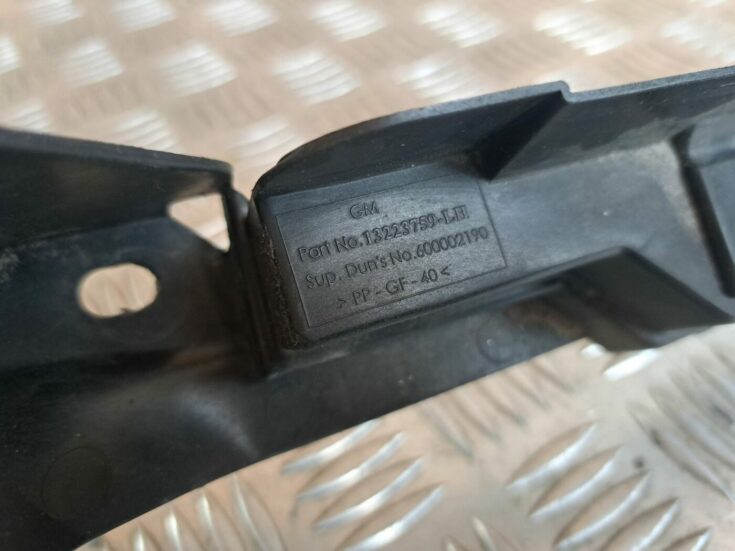 GM
Part No.13223759-LH
Sup. Dun's No.600002190
> PP - GF - 40 <